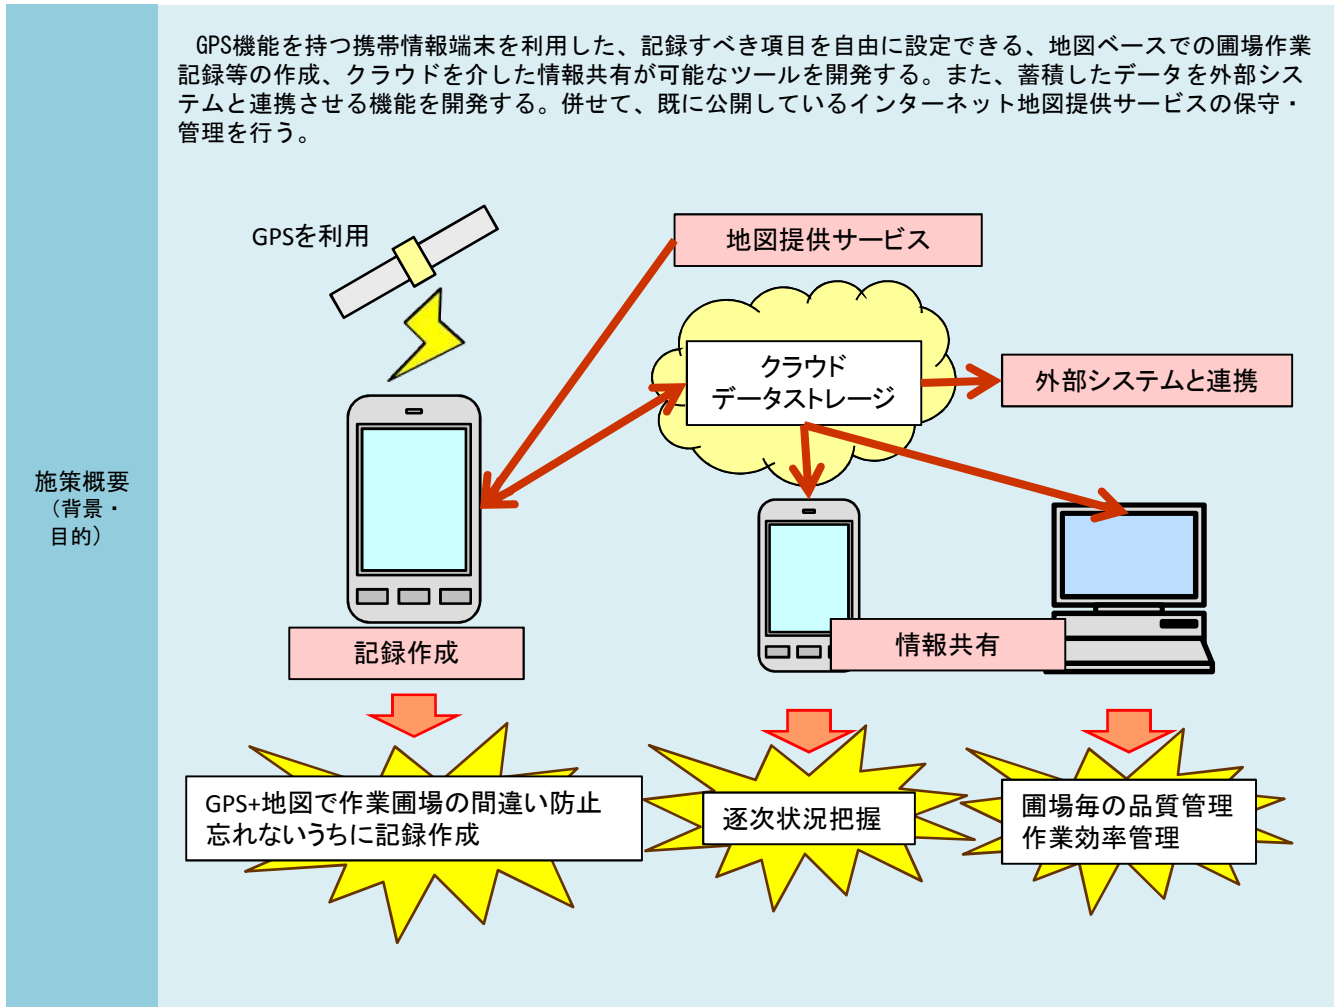 GPS機能を持つ携帯情報端末を利用した、記録すべき項目を自由に設定できる、地図ベースでの圃場作業
記録等の作成、クラウドを介した情報共有が可能なツールを開発する。また、蓄積したデータを外部シス
テムと連携させる機能を開発する。併せて、既に公開しているインターネット地図提供サービスの保守・
管理を行う。
GPSを利用
地図提供サービス
クラウド
データストレージ
外部システムと連携
施策概要
（背景・
目的）
記録作成
情報共有
GPS+地図で作業圃場の間違い防止
忘れないうちに記録作成
逐次状況把握
圃場毎の品質管理
作業効率管理